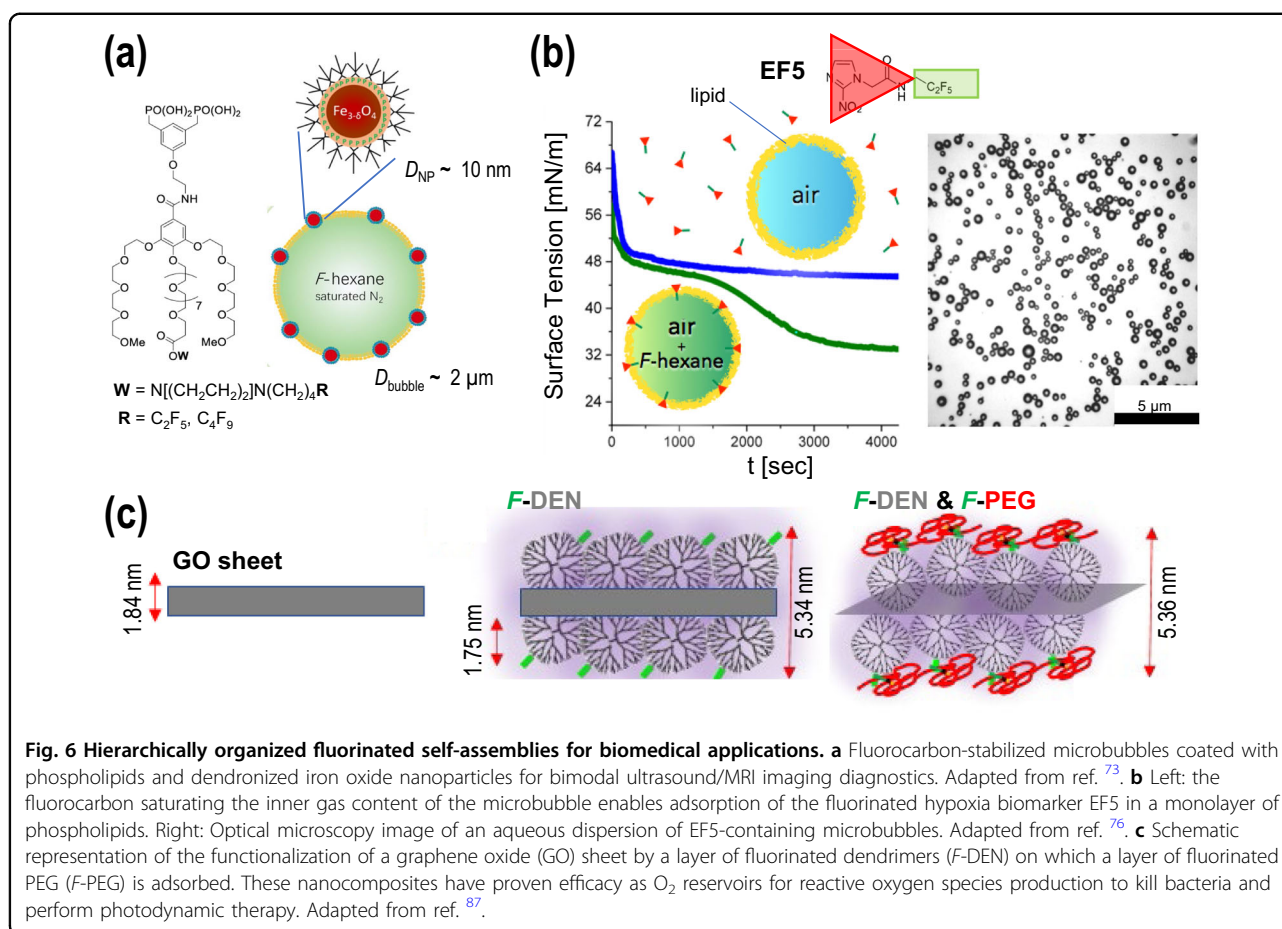 (a)
PO(OH)₂PO(OH)₂
O
O
NH
O
O
O
O
O
O
O
7
O
O
O
O
OMe
O
MeO
OW
W = N[(CH₂CH₂)₂]N(CH₂)₄R
R = C₂F₅, C₄F₉
Fe₃₋δO₄
D_NP ~ 10 nm
F-hexane
saturated N₂
D_bubble ~ 2 µm
(b)
EF5
N
N
O
N
H
C₂F₅
NO₂
lipid
air
air
+
F-hexane
Surface Tension [mN/m]
72
64
56
48
40
32
24
0
1000
2000
3000
4000
t [sec]
5 µm
(c)
GO sheet
1.84 nm
F-DEN
1.75 nm
5.34 nm
F-DEN & F-PEG
5.36 nm
Fig. 6 Hierarchically organized fluorinated self-assemblies for biomedical applications. a Fluorocarbon-stabilized microbubbles coated with
phospholipids and dendronized iron oxide nanoparticles for bimodal ultrasound/MRI imaging diagnostics. Adapted from ref. 73. b Left: the
fluorocarbon saturating the inner gas content of the microbubble enables adsorption of the fluorinated hypoxia biomarker EF5 in a monolayer of
phospholipids. Right: Optical microscopy image of an aqueous dispersion of EF5-containing microbubbles. Adapted from ref. 76. c Schematic
representation of the functionalization of a graphene oxide (GO) sheet by a layer of fluorinated dendrimers (F-DEN) on which a layer of fluorinated
PEG (F-PEG) is adsorbed. These nanocomposites have proven efficacy as O₂ reservoirs for reactive oxygen species production to kill bacteria and
perform photodynamic therapy. Adapted from ref. 87.